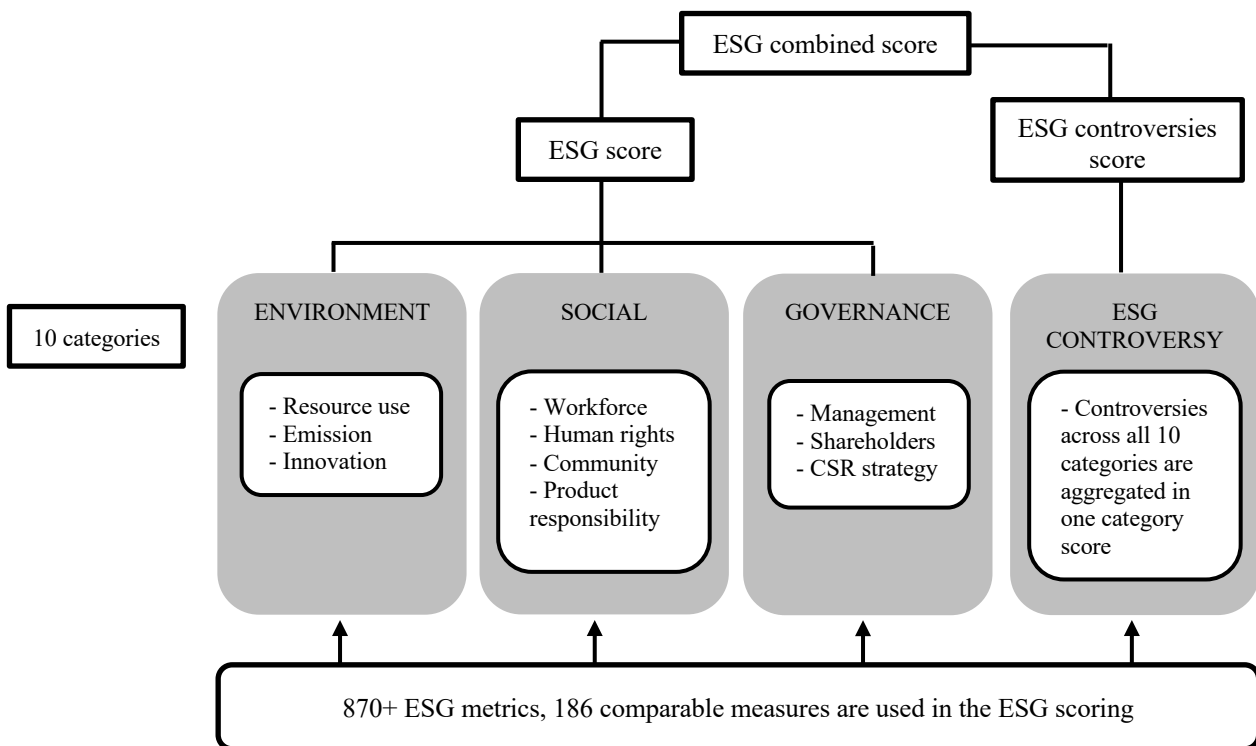 ESG combined score
ESG score
ESG controversies
score
10 categories
ENVIRONMENT
- Resource use
- Emission
- Innovation
SOCIAL
- Workforce
- Human rights
- Community
- Product
responsibility
GOVERNANCE
- Management
- Shareholders
- CSR strategy
ESG
CONTROVERSY
- Controversies
across all 10
categories are
aggregated in
one category
score
870+ ESG metrics, 186 comparable measures are used in the ESG scoring